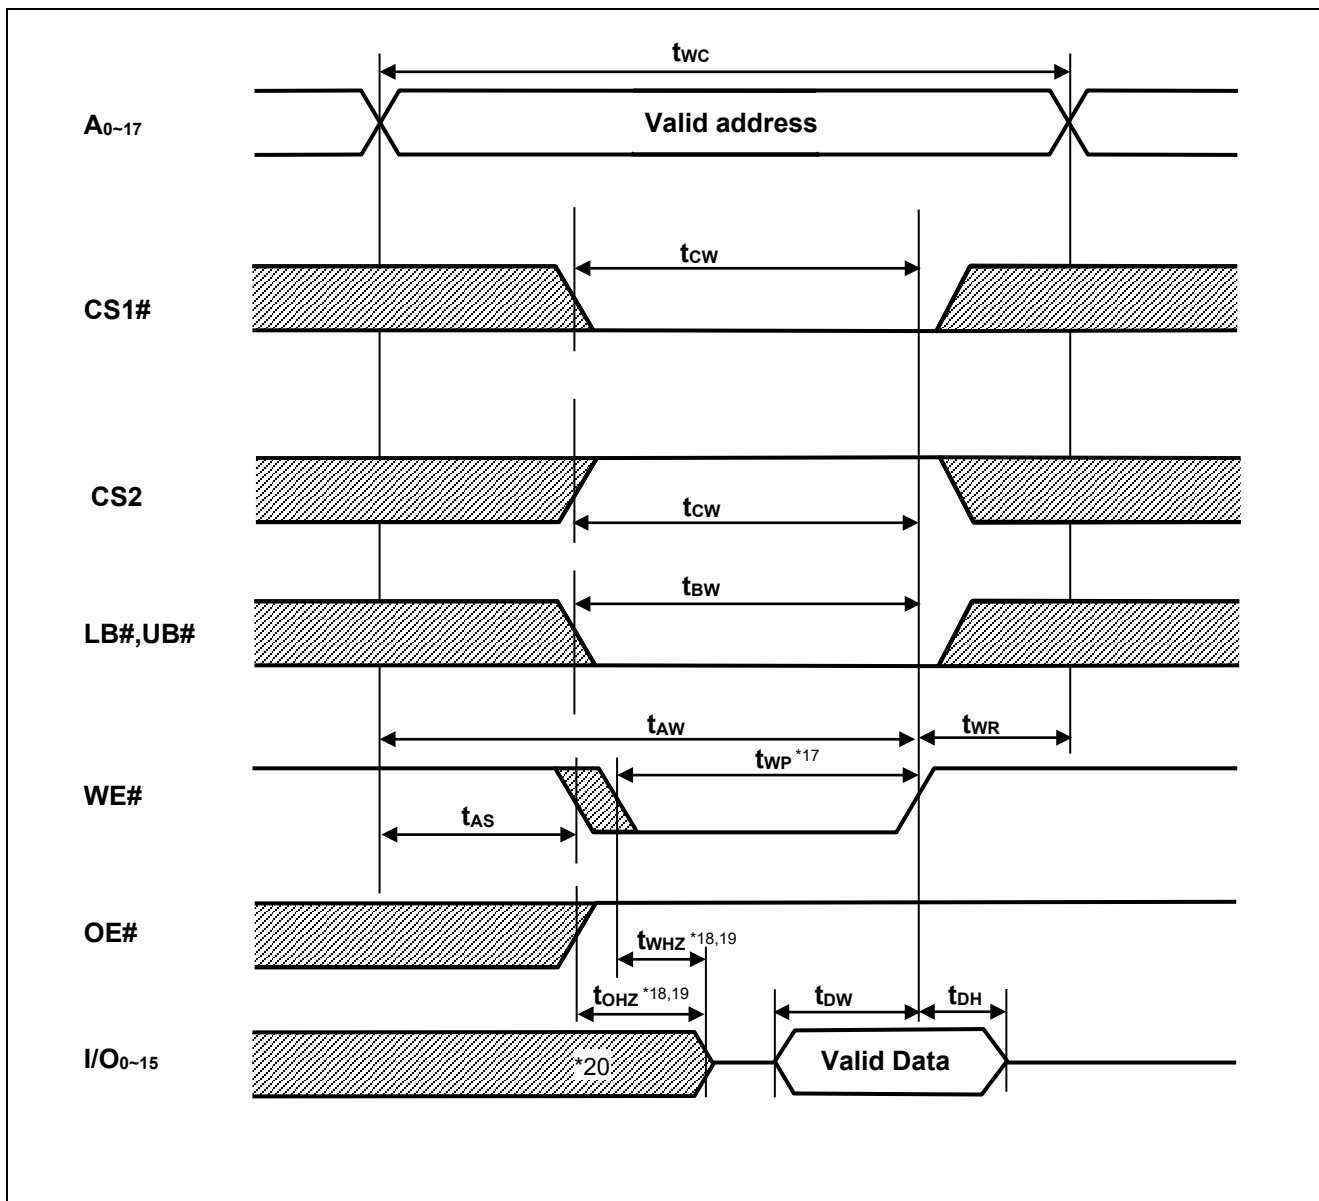 tWC
A0~17
Valid address
tCW
CS1#
CS2
tCW
tBW
LB#,UB#
tAW
tWR
tWP *17
WE#
tAS
OE#
tWHZ *18,19
tOHZ *18,19
tDW
tDH
I/O0~15
*20
Valid Data